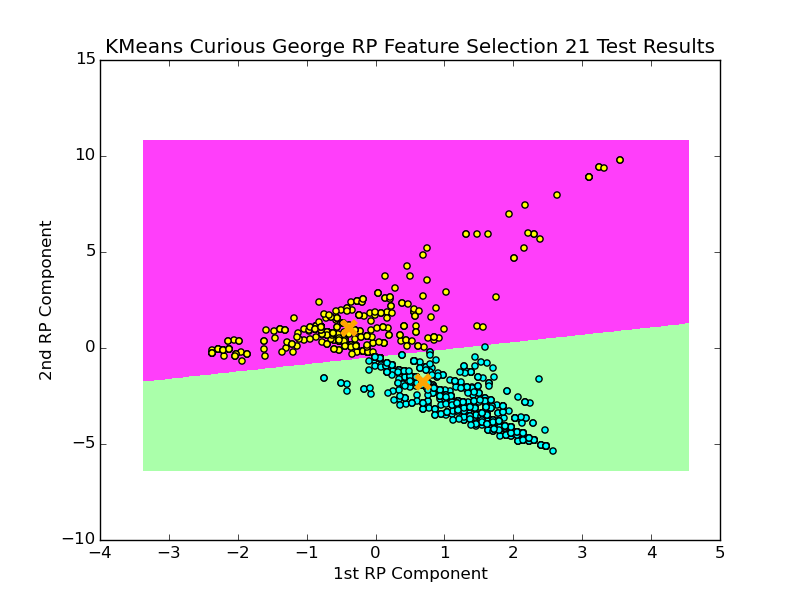 KMeans Curious George RP Feature Selection 21 Test Results
15
10
5
0
−5
−10
2nd RP Component
−4 −3 −2 −1 0 1 2 3 4 5
1st RP Component